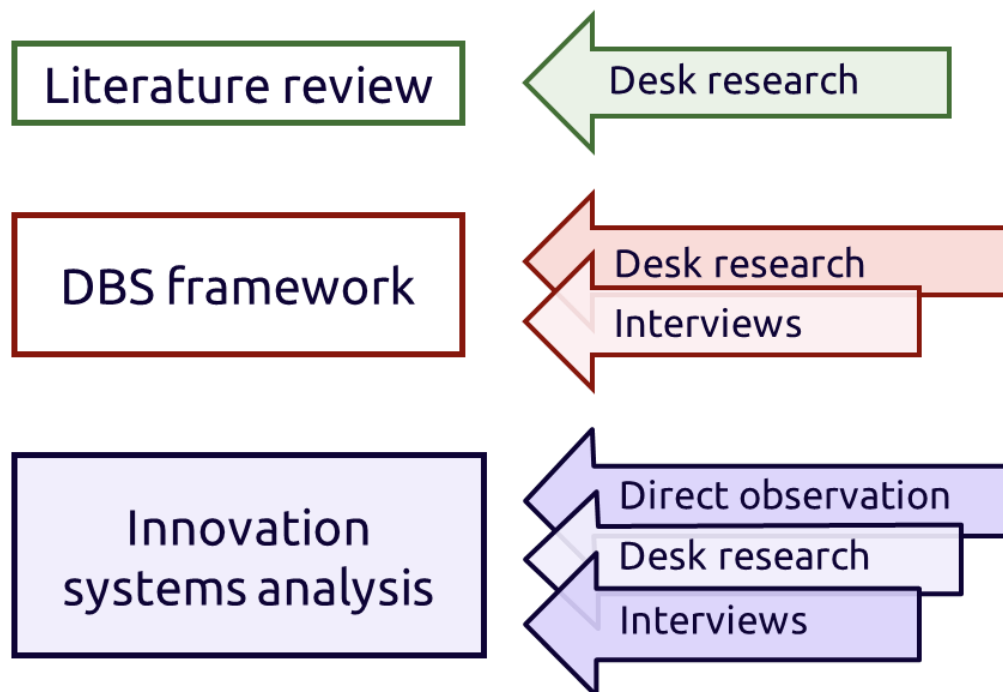 Literature review
Desk research
DBS framework
Desk research
Interviews
Innovation
systems analysis
Direct observation
Desk research
Interviews